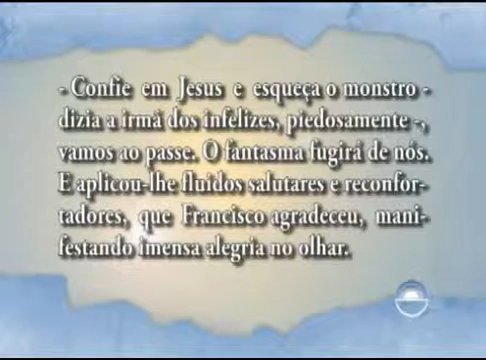 - Confie em Jesus e esqueça o monstro -
dizia a irmã dos infelizes, piedosamente -,
vamos ao passe. O fantasma fugirá de nós.
E aplicou-lhe fluidos salutares e reconfor-
tadores, que Francisco agradeceu, mani-
festando imensa alegria no olhar.